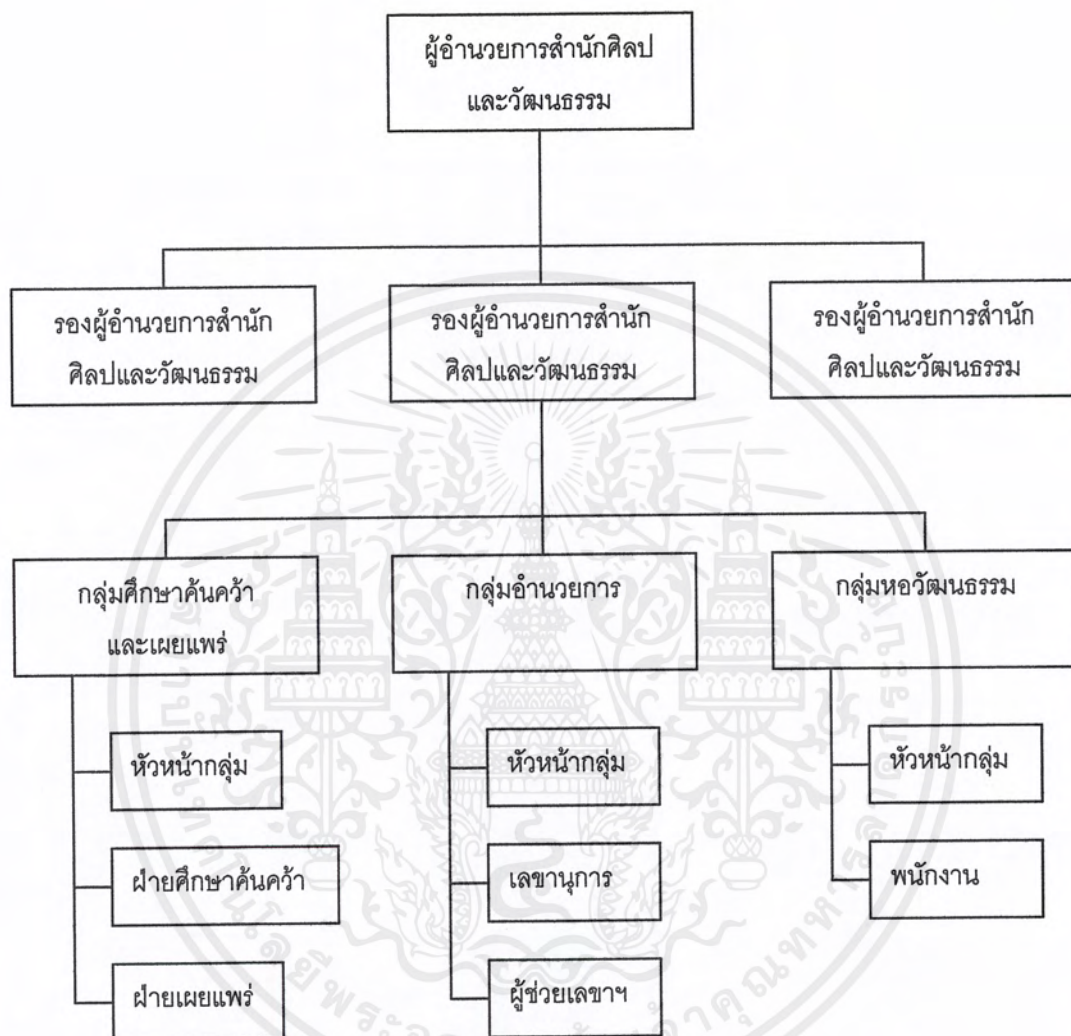 ผู้อำนวยการสำนักศิลป
และวัฒนธรรม
รองผู้อำนวยการสำนัก
ศิลปและวัฒนธรรม
รองผู้อำนวยการสำนัก
ศิลปและวัฒนธรรม
รองผู้อำนวยการสำนัก
ศิลปและวัฒนธรรม
กลุ่มศึกษาค้นคว้า
และเผยแพร่
หัวหน้ากลุ่ม
ฝ่ายศึกษาค้นคว้า
ฝ่ายเผยแพร่
กลุ่มอำนวยการ
หัวหน้ากลุ่ม
เลขานุการ
ผู้ช่วยเลขาฯ
กลุ่มหอวัฒนธรรม
หัวหน้ากลุ่ม
พนักงาน